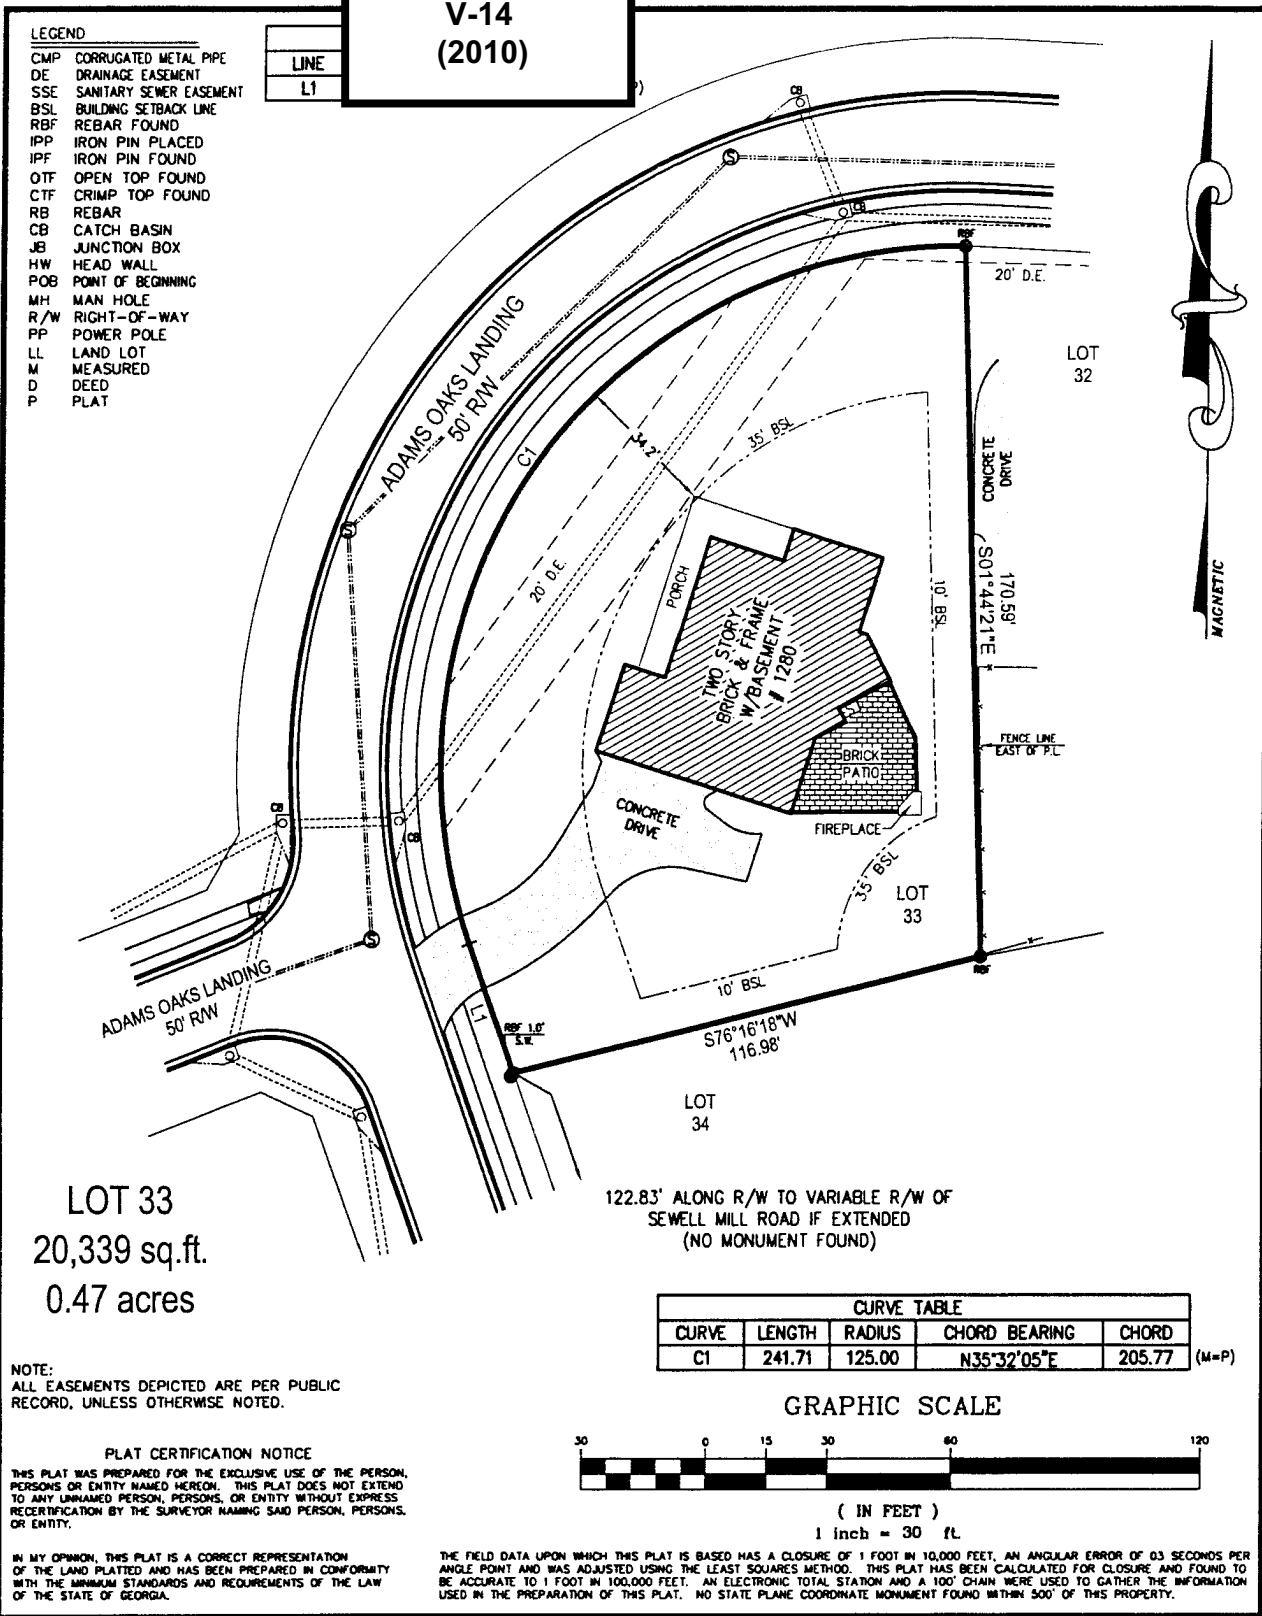 V-14
(2010)
LEGEND
CMP CORRUGATED METAL PIPE
DE DRAINAGE EASEMENT
SSE SANITARY SEWER EASEMENT
BSL BUILDING SETBACK LINE
RBF REBAR FOUND
IPP IRON PIN PLACED
IPF IRON PIN FOUND
OTF OPEN TOP FOUND
CTF CRIMP TOP FOUND
RB REBAR
CB CATCH BASIN
JB JUNCTION BOX
HW HEAD WALL
POB POINT OF BEGINNING
MH MAN HOLE
R/W RIGHT-OF-WAY
PP POWER POLE
LL LAND LOT
M MEASURED
D DEED
P PLAT
LINE
L1
CB
S
CB
RBF
20' D.E.
LOT
32
ADAMS OAKS LANDING
50' R/W
C1
34.2'
35' BSL
CONCRETE
DRIVE
S
20' D.E.
PORCH
10' BSL
S01°44'21"E
170.59'
MAGNETIC
TWO STORY
BRICK & FRAME
W/BASEMENT
# 1280
FENCE LINE
EAST OF P.L.
BRICK
PATIO
CONCRETE
DRIVE
FIREPLACE
CB
CB
35' BSL
LOT
33
S
ADAMS OAKS LANDING
50' R/W
RBF
10' BSL
L1
RBF 1.0'
S.W.
S76°16'18"W
116.98'
LOT
34
LOT 33
20,339 sq.ft.
0.47 acres
122.83' ALONG R/W TO VARIABLE R/W OF
SEWELL MILL ROAD IF EXTENDED
(NO MONUMENT FOUND)
CURVE TABLE
CURVE LENGTH RADIUS CHORD BEARING CHORD
C1 241.71 125.00 N35°32'05"E 205.77 (M=P)
NOTE:
ALL EASEMENTS DEPICTED ARE PER PUBLIC
RECORD, UNLESS OTHERWISE NOTED.
GRAPHIC SCALE
30 0 15 30 60 120
( IN FEET )
1 inch = 30 ft.
PLAT CERTIFICATION NOTICE
THIS PLAT WAS PREPARED FOR THE EXCLUSIVE USE OF THE PERSON,
PERSONS OR ENTITY NAMED HEREON. THIS PLAT DOES NOT EXTEND
TO ANY UNNAMED PERSON, PERSONS, OR ENTITY WITHOUT EXPRESS
RECERTIFICATION BY THE SURVEYOR NAMING SAID PERSON, PERSONS.
OR ENTITY.
IN MY OPINION, THIS PLAT IS A CORRECT REPRESENTATION
OF THE LAND PLATTED AND HAS BEEN PREPARED IN CONFORMITY
WITH THE MINIMUM STANDARDS AND REQUIREMENTS OF THE LAW
OF THE STATE OF GEORGIA.
THE FIELD DATA UPON WHICH THIS PLAT IS BASED HAS A CLOSURE OF 1 FOOT IN 10,000 FEET, AN ANGULAR ERROR OF 03 SECONDS PER
ANGLE POINT AND WAS ADJUSTED USING THE LEAST SQUARES METHOD. THIS PLAT HAS BEEN CALCULATED FOR CLOSURE AND FOUND TO
BE ACCURATE TO 1 FOOT IN 100,000 FEET. AN ELECTRONIC TOTAL STATION AND A 100' CHAIN WERE USED TO GATHER THE INFORMATION
USED IN THE PREPARATION OF THIS PLAT. NO STATE PLANE COORDINATE MONUMENT FOUND WITHIN 500' OF THIS PROPERTY.